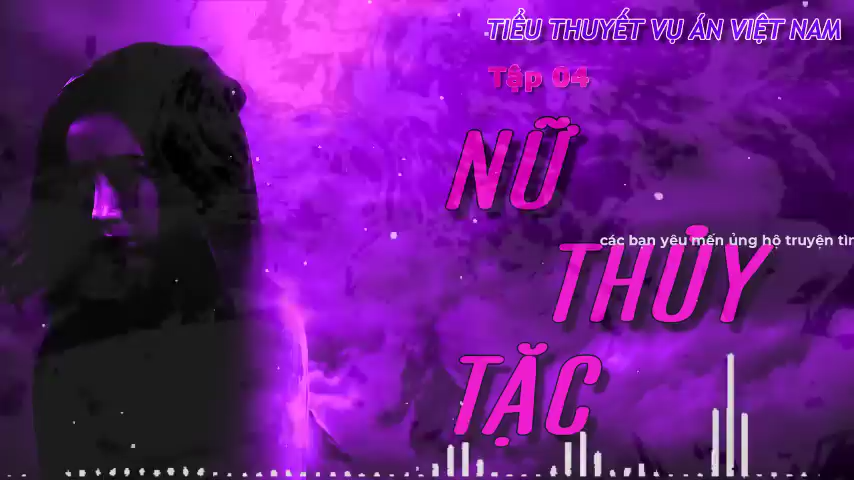 TIỂU THUYẾT VỤ ÁN VIỆT NAM
Tập 04
NỮ
các bạn yêu mến ủng hộ truyện
THỦY
TẶC